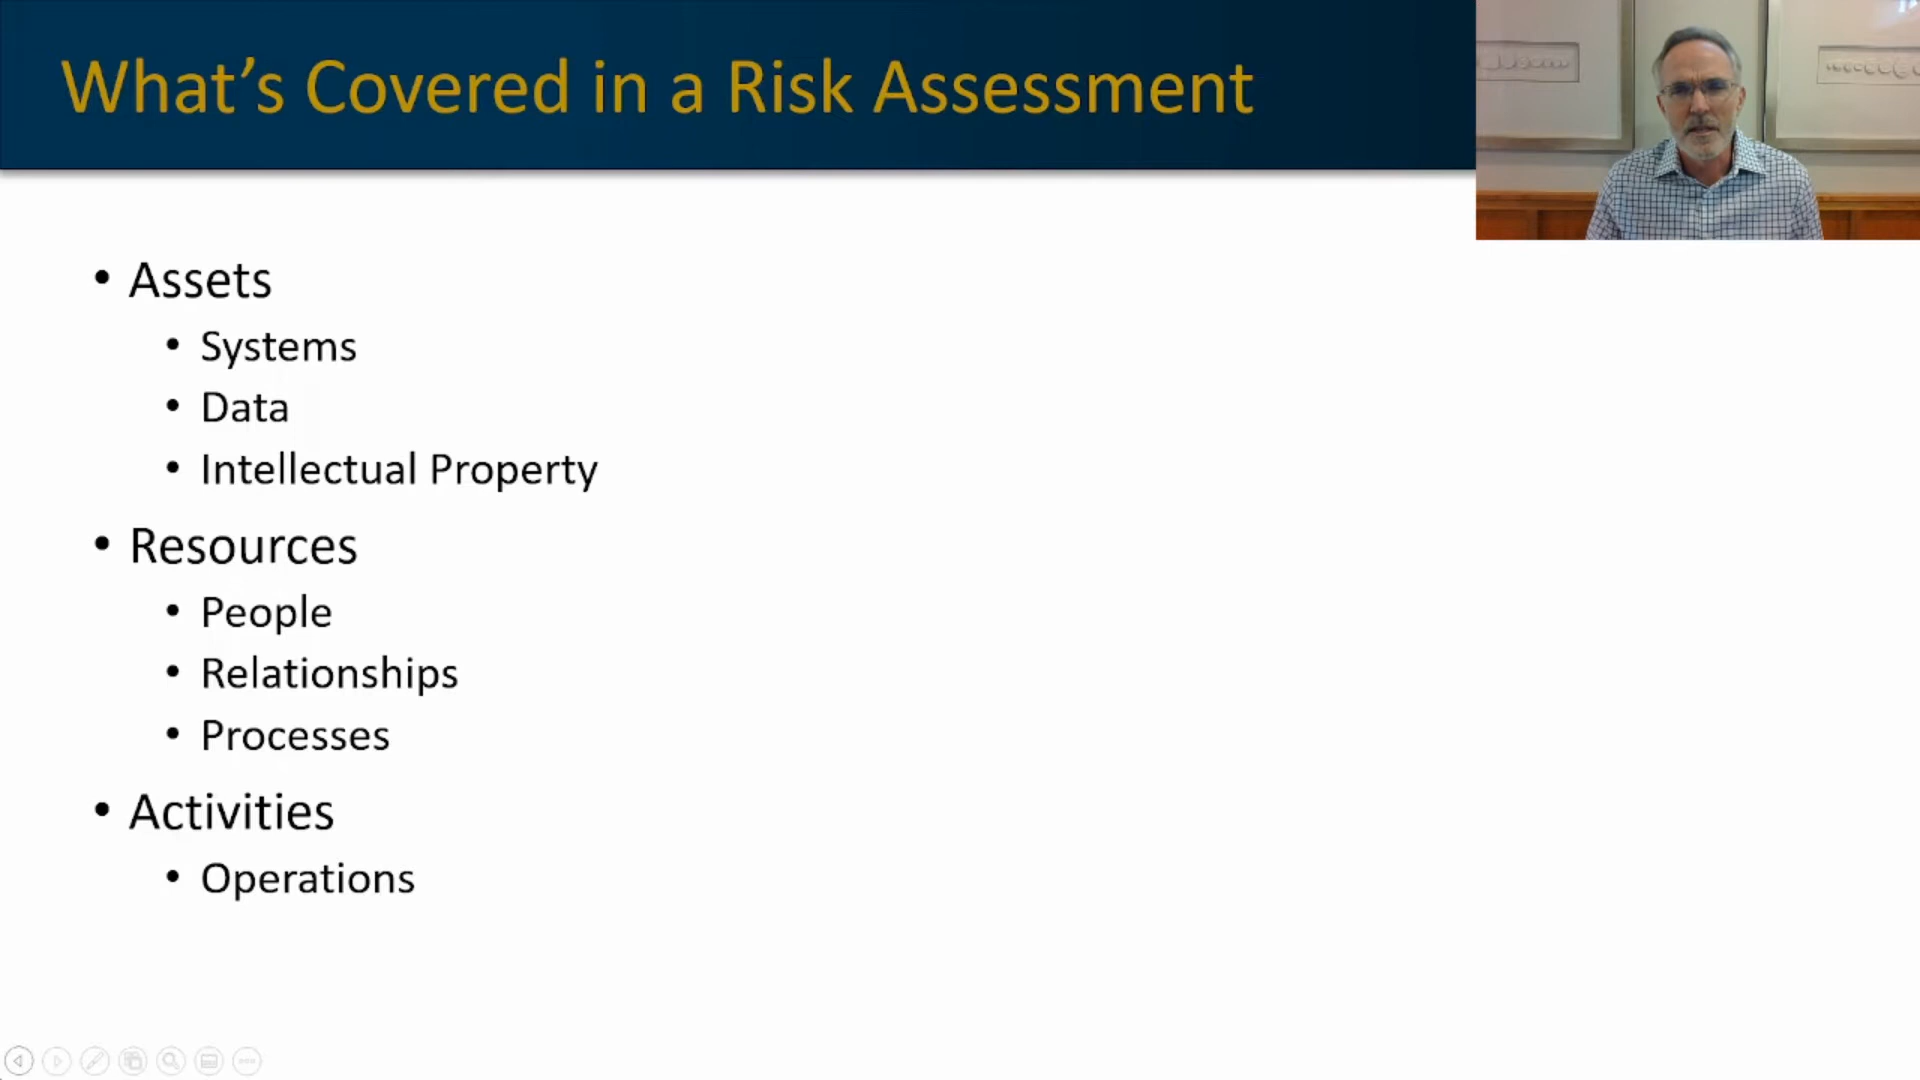 What’s Covered in a Risk Assessment
• Assets
• Systems
• Data
• Intellectual Property
• Resources
• People
• Relationships
• Processes
• Activities
• Operations